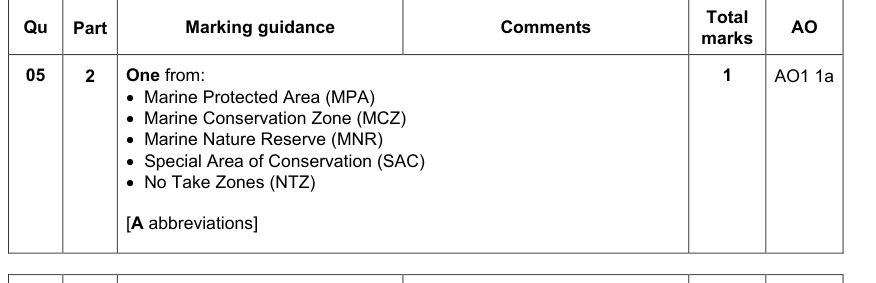 Qu Part Marking guidance Comments Total marks AO
05 2 One from: 1 AO1 1a
• Marine Protected Area (MPA)
• Marine Conservation Zone (MCZ)
• Marine Nature Reserve (MNR)
• Special Area of Conservation (SAC)
• No Take Zones (NTZ)
[A abbreviations]